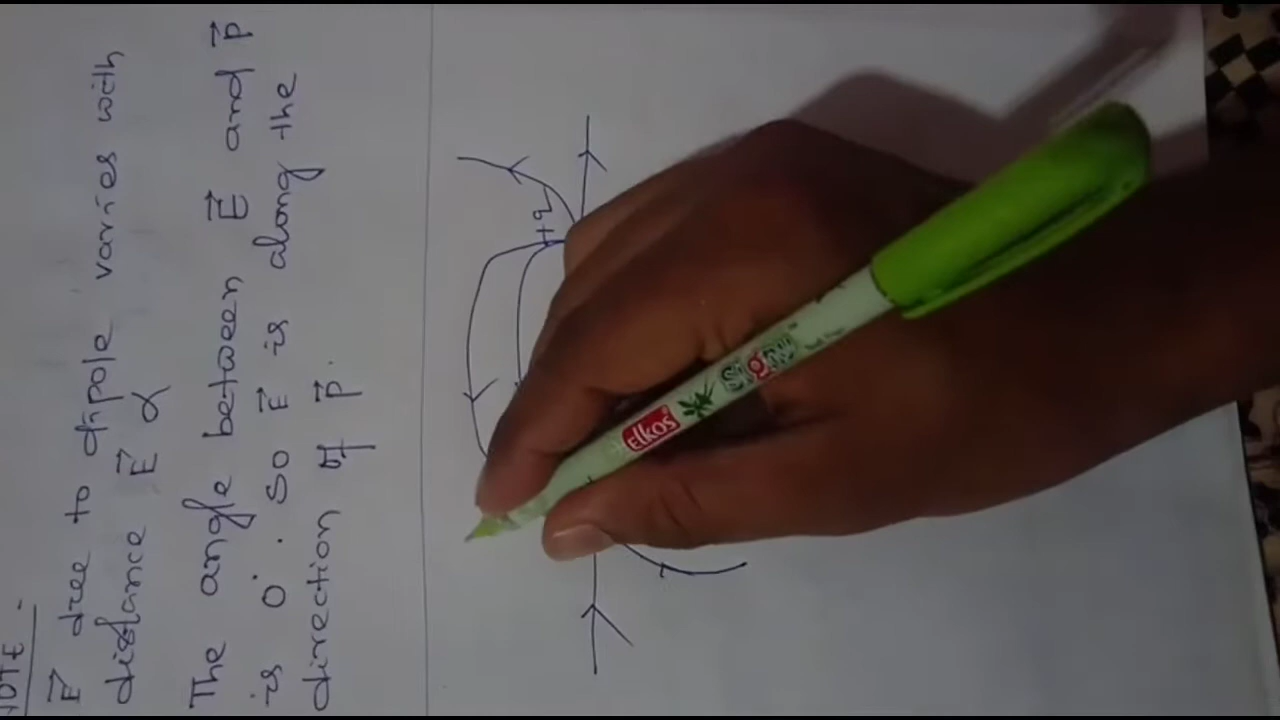 NOTE :-
E⃗ due to dipole varies with
distance E⃗ ∝
The angle between E⃗ and P⃗
is 0°. So E⃗ is along the
direction of P⃗.
+q
Elkos